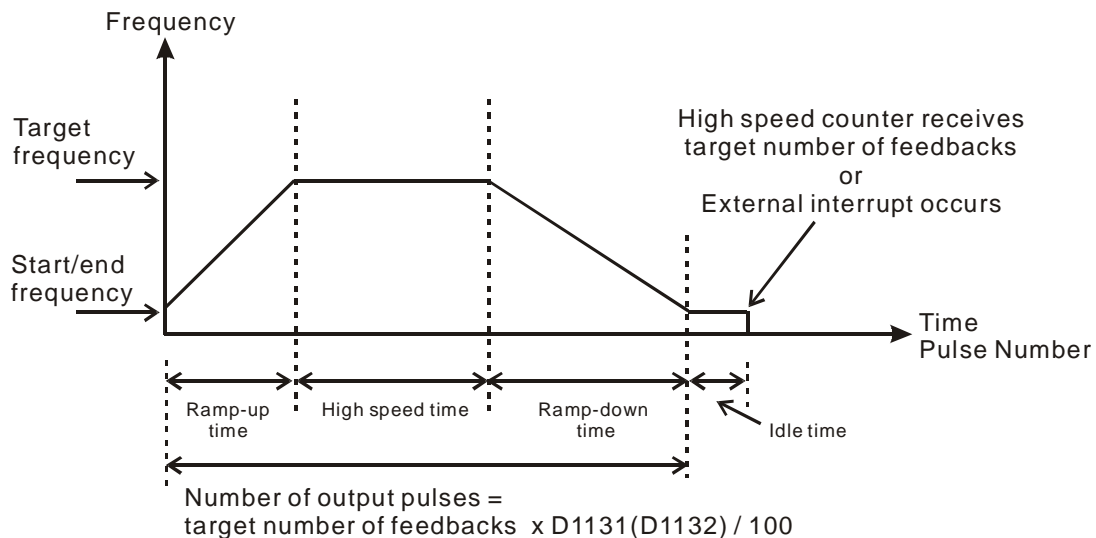 Frequency
Target
frequency
High speed counter receives
target number of feedbacks
or
External interrupt occurs
Start/end
frequency
Time
Pulse Number
Ramp-up
time
High speed time
Ramp-down
time
Idle time
Number of output pulses =
target number of feedbacks x D1131(D1132) / 100